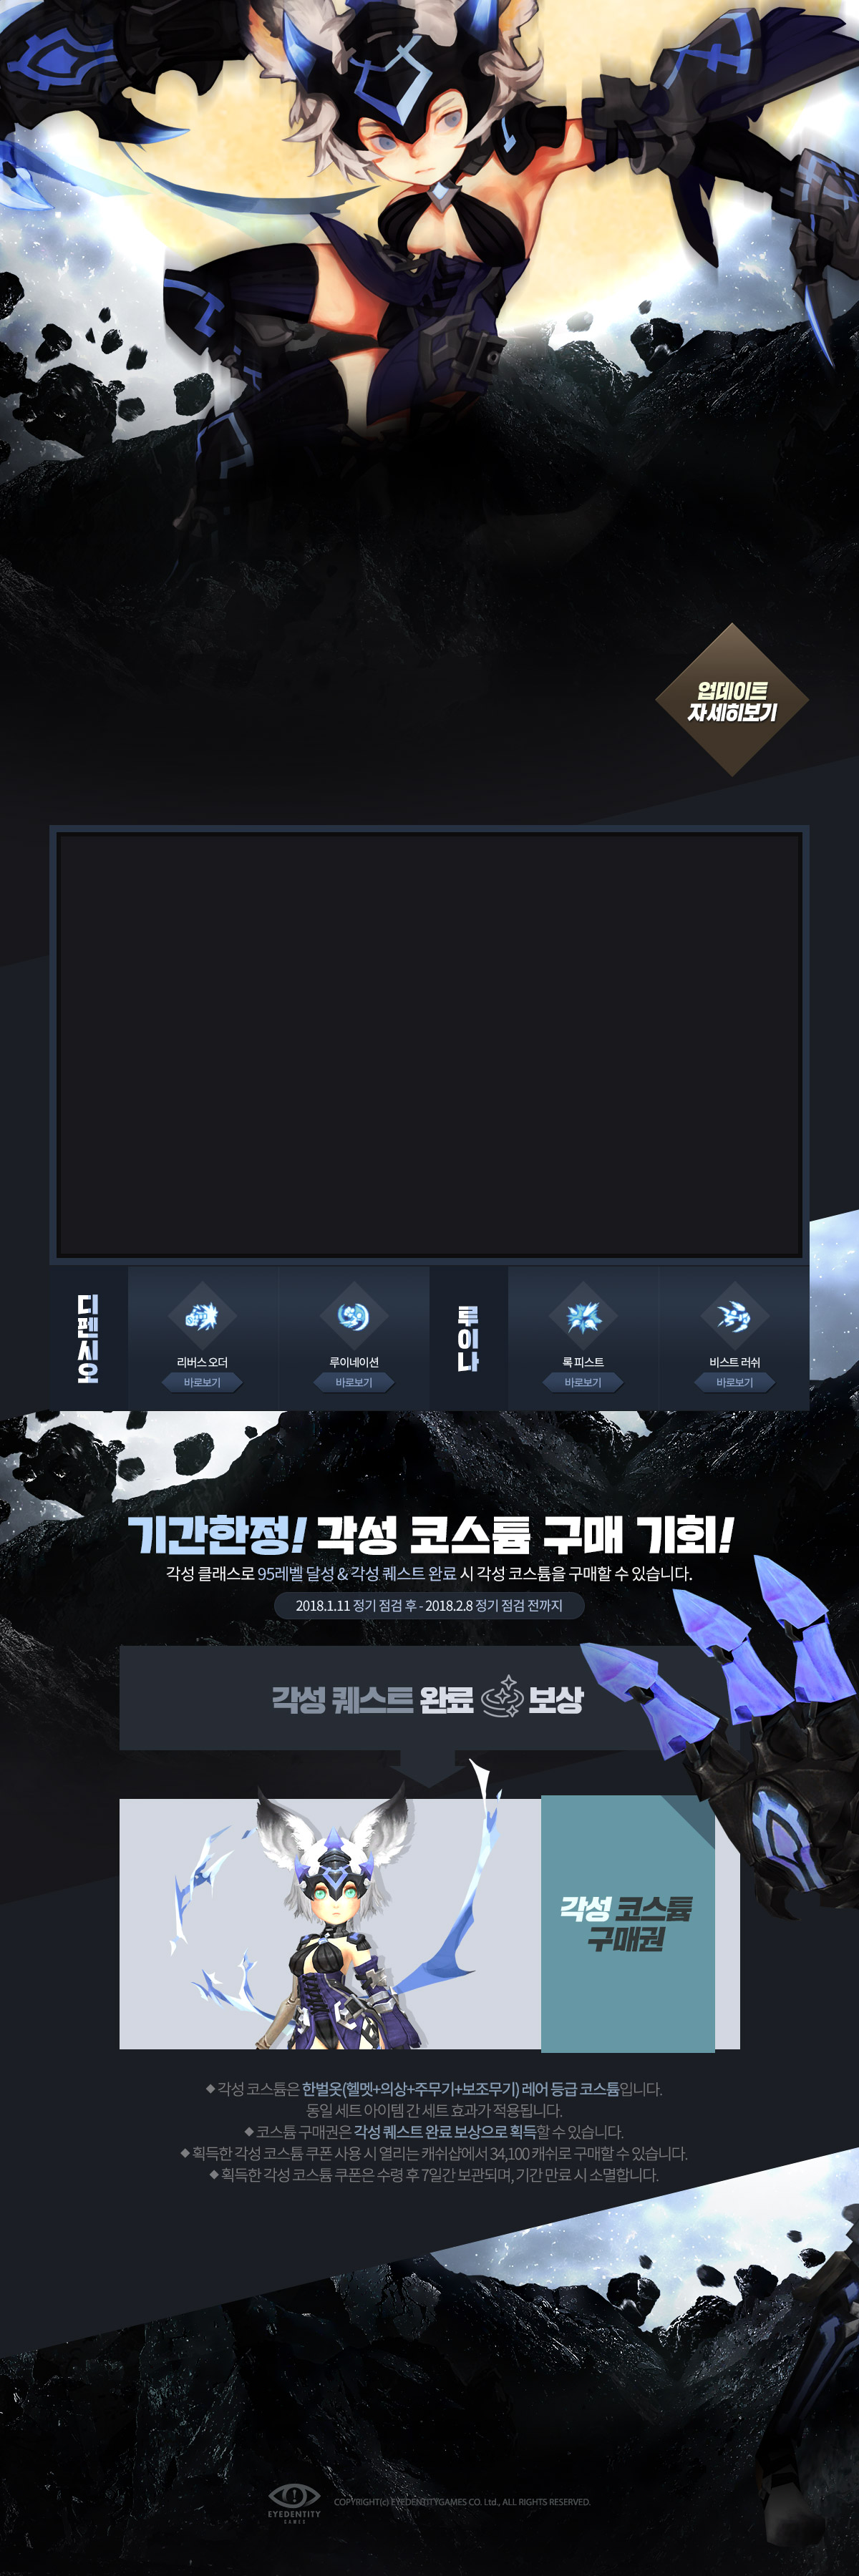 업데이트
자세히보기
디펜시오
리버스 오더
바로보기
루이네이션
바로보기
루이나
록 피스트
바로보기
비스트 러쉬
바로보기
기간한정! 각성 코스튬 구매 기회!
각성 클래스로 95레벨 달성 & 각성 퀘스트 완료 시 각성 코스튬을 구매할 수 있습니다.
2018.1.11 정기 점검 후 - 2018.2.8 정기 점검 전까지
각성 퀘스트 완료 보상
각성 코스튬
구매권
◆ 각성 코스튬은 한벌옷(헬멧+의상+주무기+보조무기) 레어 등급 코스튬입니다.
동일 세트 아이템 간 세트 효과가 적용됩니다.
◆ 코스튬 구매권은 각성 퀘스트 완료 보상으로 획득할 수 있습니다.
◆ 획득한 각성 코스튬 쿠폰 사용 시 열리는 캐쉬샵에서 34,100 캐쉬로 구매할 수 있습니다.
◆ 획득한 각성 코스튬 쿠폰은 수령 후 7일간 보관되며, 기간 만료 시 소멸합니다.
EYEDENTITY
GAMES
COPYRIGHT(c) EYEDENTITYGAMES CO. Ltd., ALL RIGHTS RESERVED.